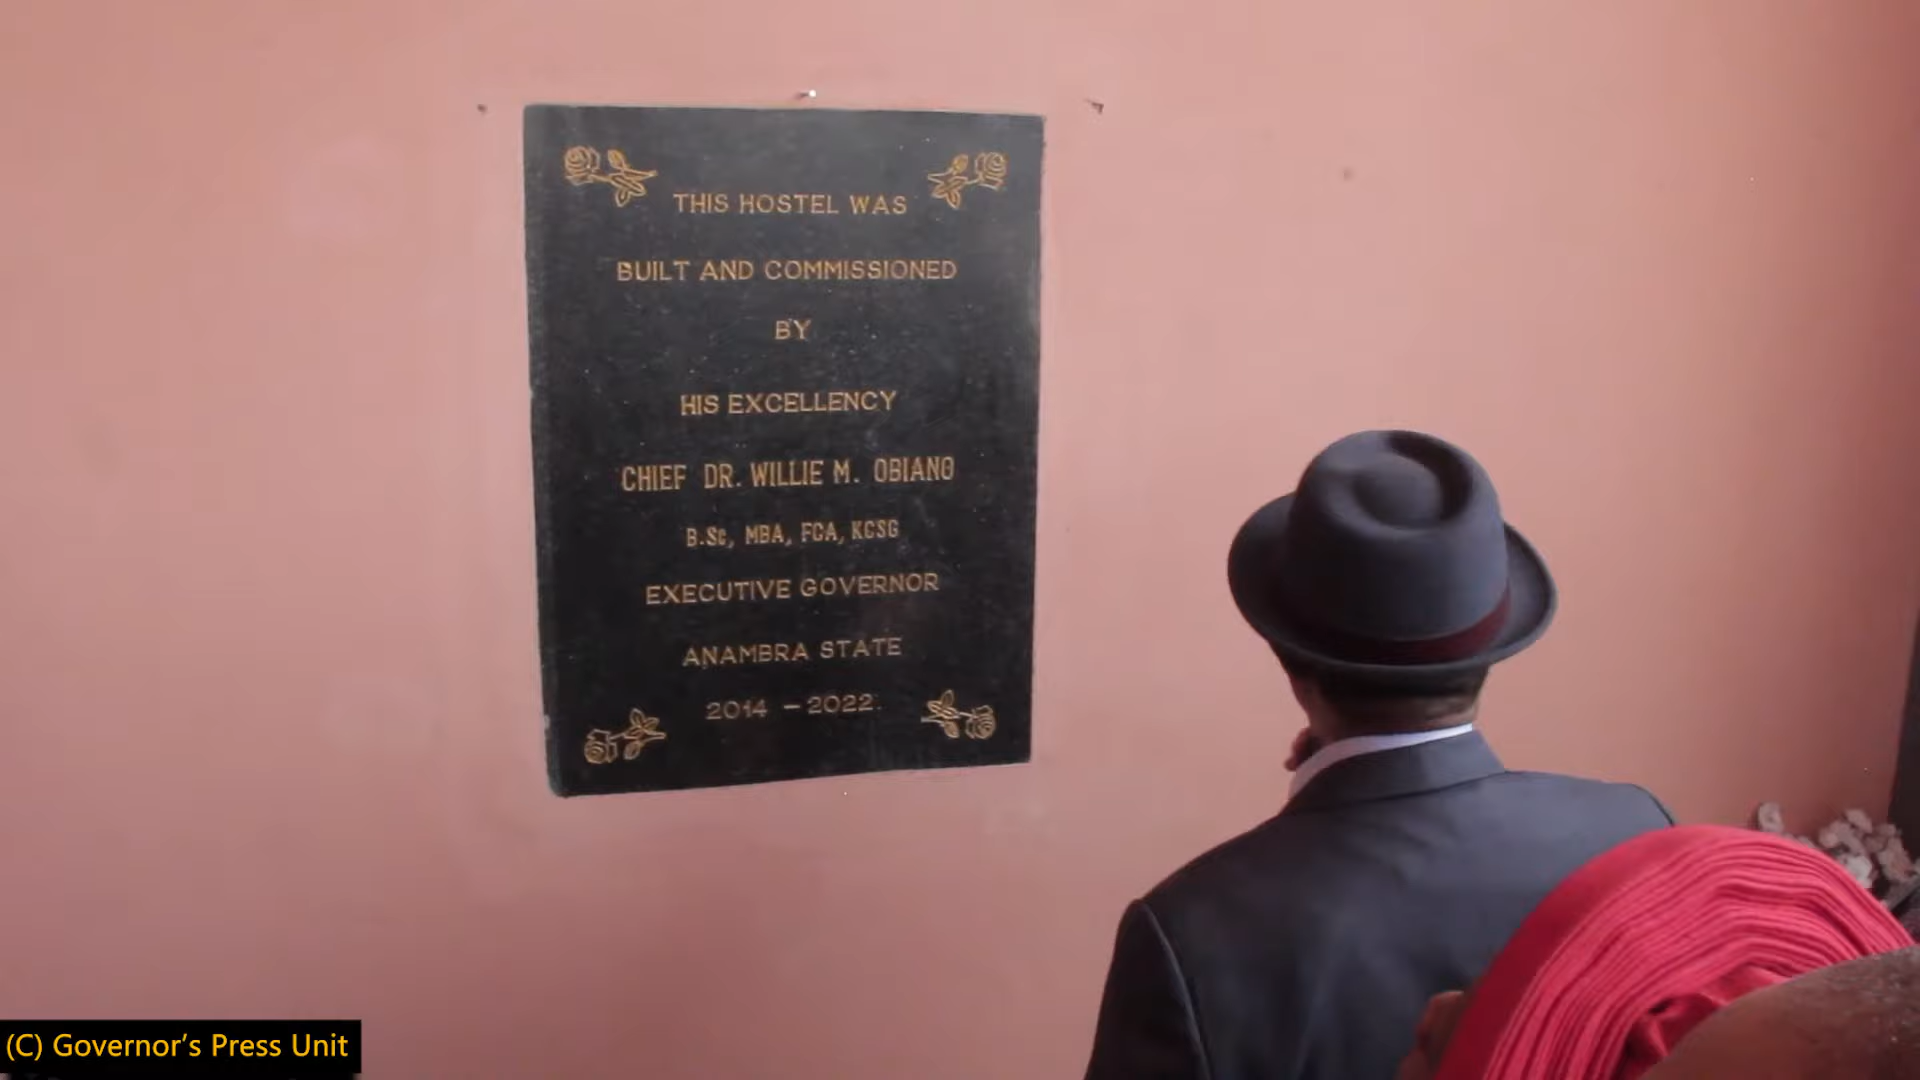 THIS HOSTEL WAS
BUILT AND COMMISSIONED
BY
HIS EXCELLENCY
CHIEF DR. WILLIE M. OBIANO
B.Sc, MBA, FCA, KCSG
EXECUTIVE GOVERNOR
ANAMBRA STATE
2014 - 2022.
(C) Governor's Press Unit